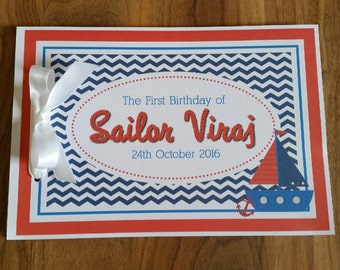 The First Birthday of
Sailor Viraj
24th October 2016